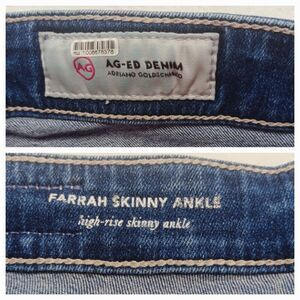 AG
AG-ED DENIM
ADRIANO GOLDSCHMIED
FARRAH SKINNY ANKLE
high-rise skinny ankle